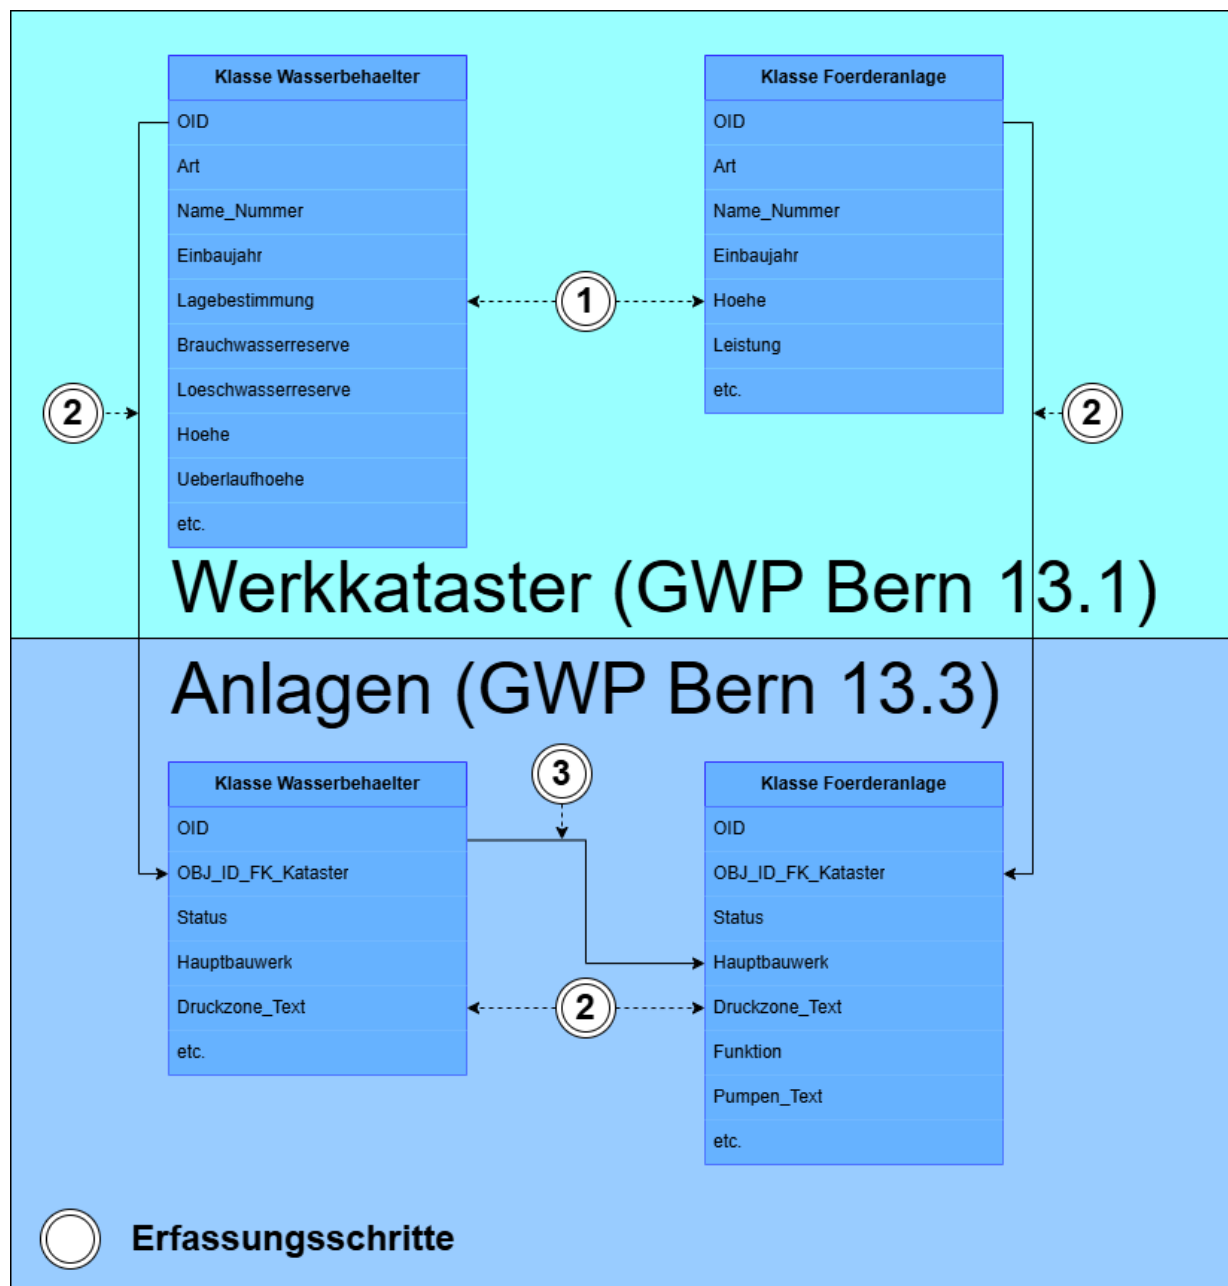 Klasse Wasserbehaelter
OID
Art
Name_Nummer
Einbaujahr
Lagebestimmung
Brauchwasserreserve
Loeschwasserreserve
Hoehe
Ueberlaufhoehe
etc.
Klasse Foerderanlage
OID
Art
Name_Nummer
Einbaujahr
Hoehe
Leistung
etc.
1
2
2
Werkkataster (GWP Bern 13.1)
Anlagen (GWP Bern 13.3)
Klasse Wasserbehaelter
OID
OBJ_ID_FK_Kataster
Status
Hauptbauwerk
Druckzone_Text
etc.
3
2
Klasse Foerderanlage
OID
OBJ_ID_FK_Kataster
Status
Hauptbauwerk
Druckzone_Text
Funktion
Pumpen_Text
etc.
Erfassungsschritte